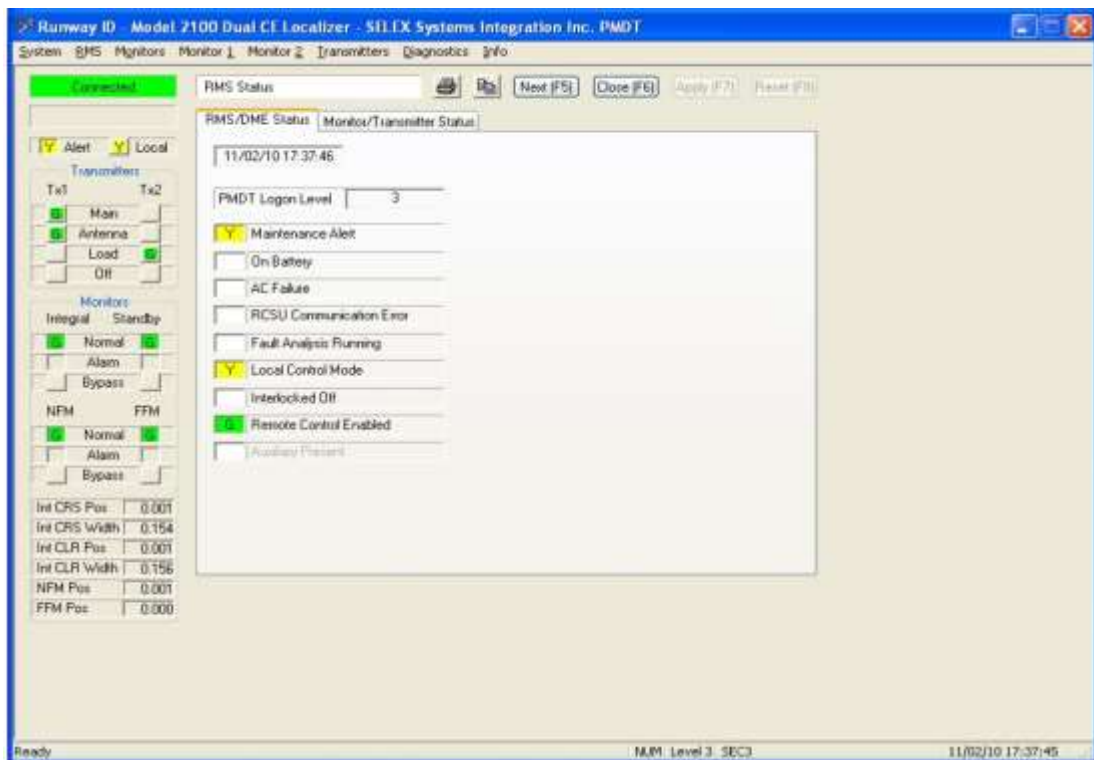 Runway ID - Model 2100 Dual CE Localizer - SELEX Systems Integration Inc. PMDT
System RMS Monitors Monitor 1 Monitor 2 Transmitters Diagnostics Info
Connected
RMS Status
Next (F5)
Close (F6)
Apply (F7)
Reset (F8)
RMS/DME Status
Monitor/Transmitter Status
Y Alert Y Local
11/02/10 17:37:46
PMDT Logon Level 3
Y Maintenance Alert
On Battery
AC Failure
RCSU Communication Error
Fault Analysis Running
Y Local Control Mode
Interlocked Off
G Remote Control Enabled
Auxiliary Present
Transmitters
Tx1 Tx2
G Main
G Antenna
Load G
Off
Monitors
Integral Standby
G Normal G
Alarm
Bypass
NFM FFM
G Normal G
Alarm
Bypass
Int CRS Pos 0.001
Int CRS Width 0.154
Int CLR Pos 0.001
Int CLR Width 0.156
NFM Pos 0.001
FFM Pos 0.000
Ready
NUM Level 3 SEC3
11/02/10 17:37:45